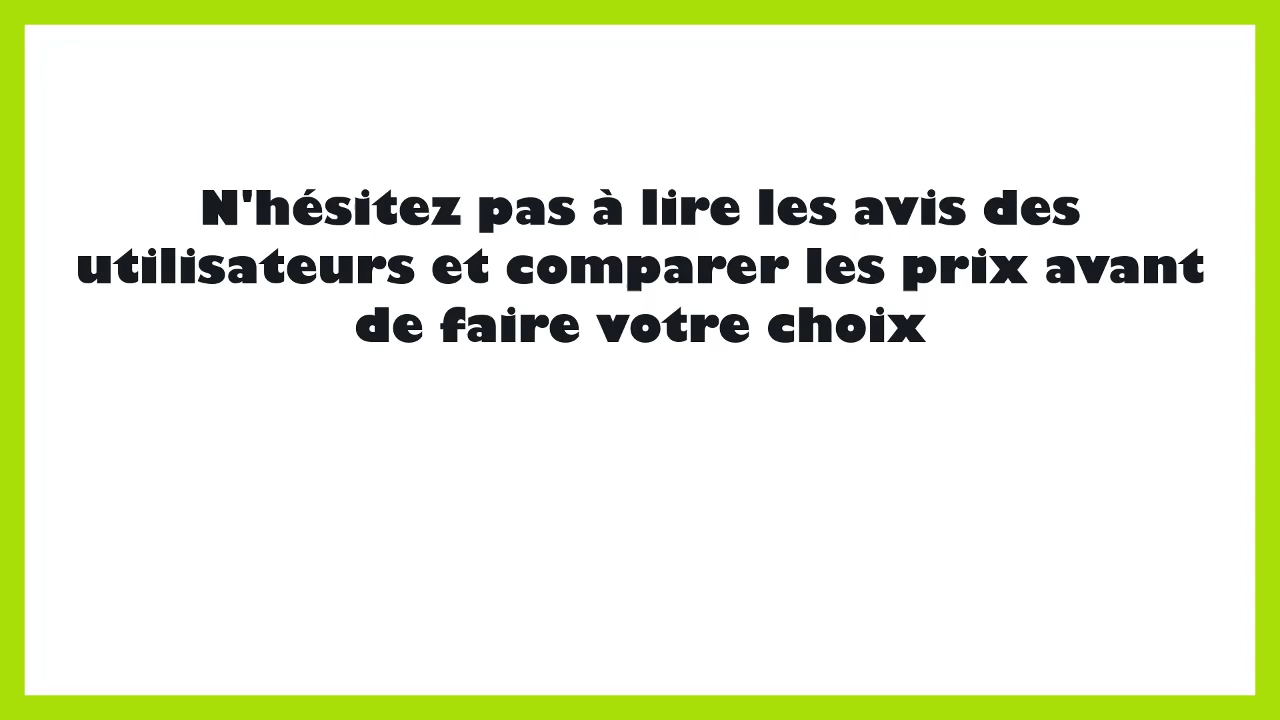 N'hésitez pas à lire les avis des
utilisateurs et comparer les prix avant
de faire votre choix